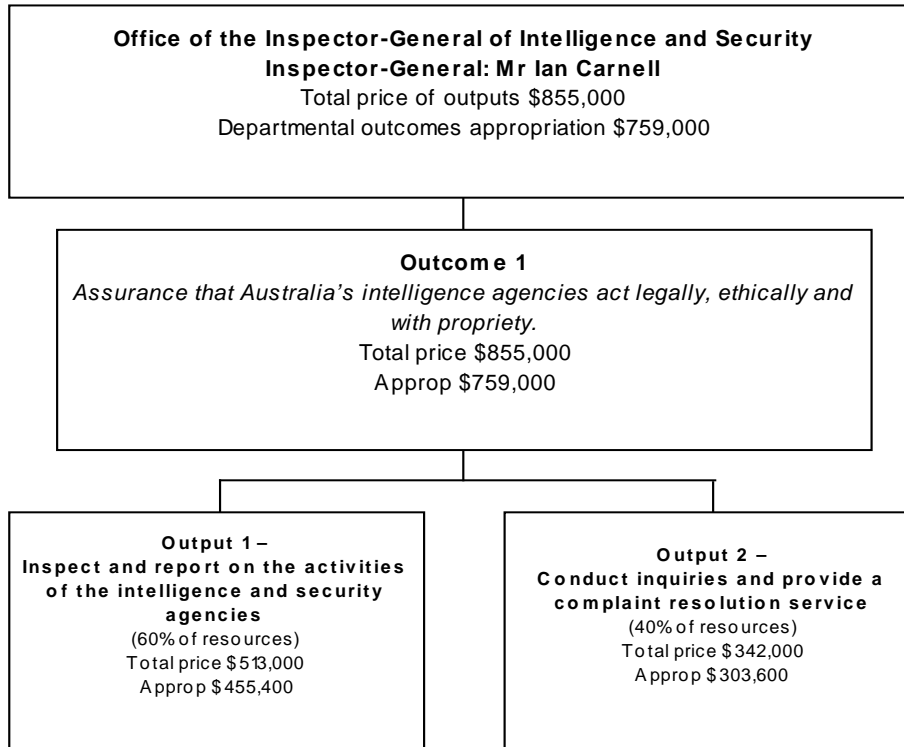 Office of the Inspector-General of Intelligence and Security
Inspector-General: Mr Ian Carnell
Total price of outputs $855,000
Departmental outcomes appropriation $759,000
Outcome 1
Assurance that Australia's intelligence agencies act legally, ethically and
with propriety.
Total price $855,000
Approp $759,000
Output 1 –
Inspect and report on the activities
of the intelligence and security
agencies
(60% of resources)
Total price $513,000
Approp $455,400
Output 2 –
Conduct inquiries and provide a
complaint resolution service
(40% of resources)
Total price $342,000
Approp $303,600